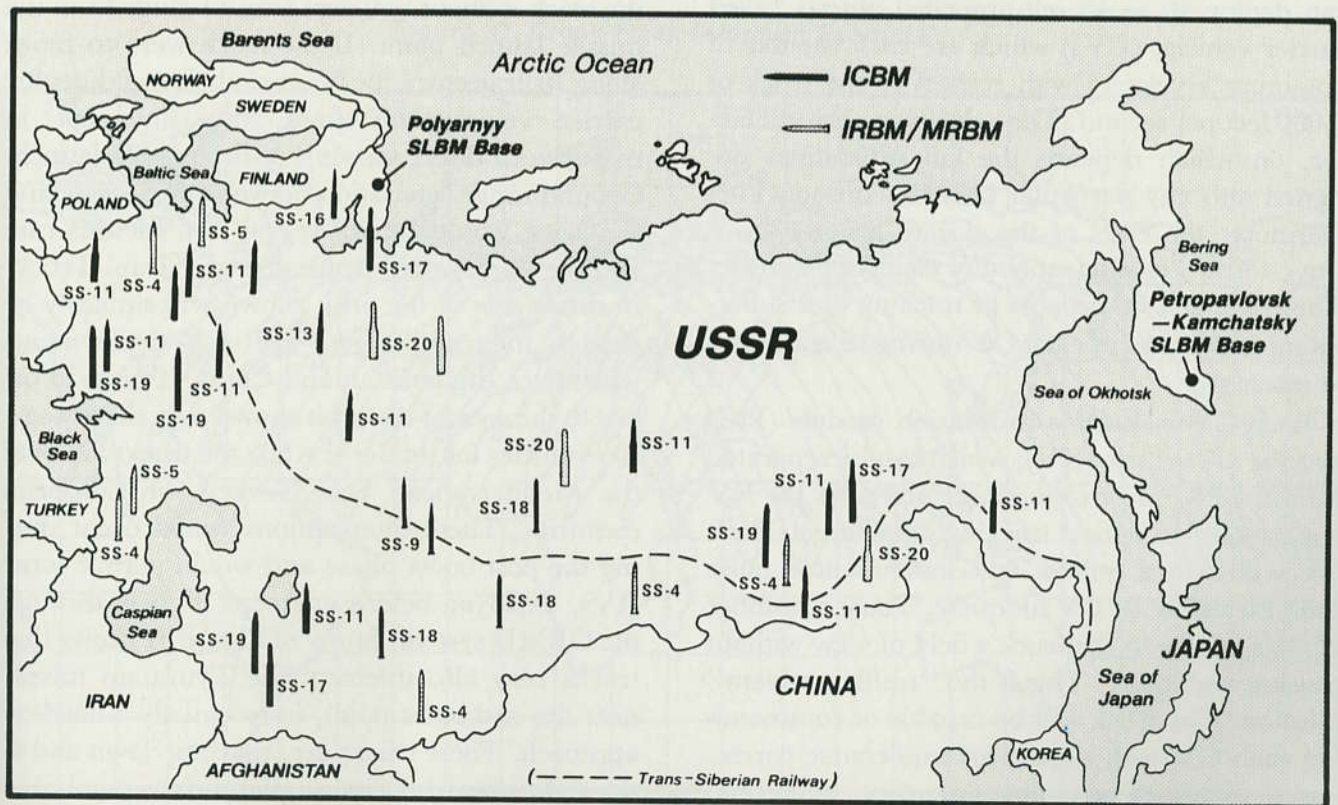 Barents Sea
Arctic Ocean
NORWAY
SWEDEN
FINLAND
Baltic Sea
POLAND
Polyarnyy
SLBM Base
ICBM
IRBM/MRBM
SS-16
SS-5
SS-17
SS-11
SS-4
SS-11
SS-13
SS-20
SS-11
SS-19
SS-19
SS-11
SS-11
USSR
Bering
Sea
Petropavlovsk
—Kamchatsky
SLBM Base
Sea of Okhotsk
Black
Sea
TURKEY
SS-5
SS-4
SS-20
SS-11
SS-18
SS-9
SS-17
SS-11
SS-19
SS-4
SS-20
SS-11
SS-11
Caspian
Sea
SS-19
SS-11
SS-18
SS-18
SS-4
SS-17
SS-4
IRAN
AFGHANISTAN
CHINA
JAPAN
Sea of
Japan
KOREA
(— — — — Trans-Siberian Railway)